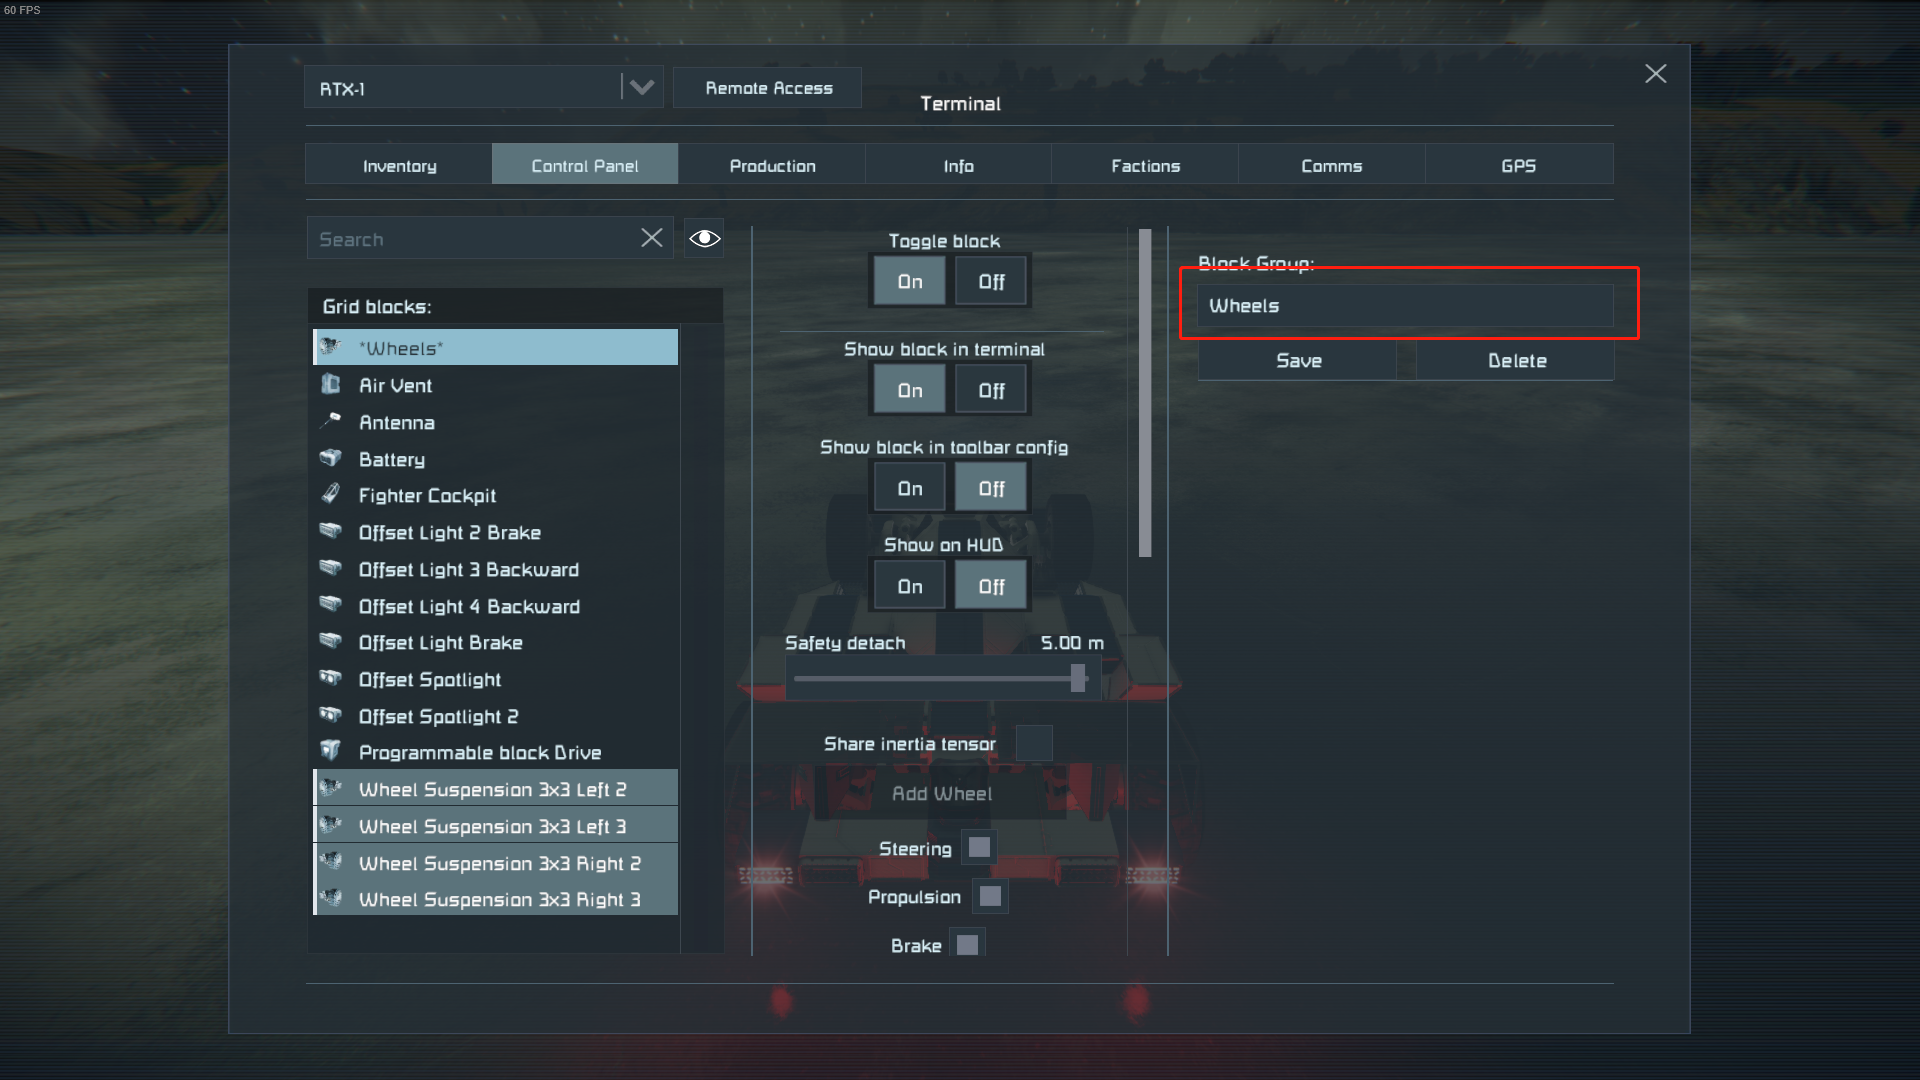 60 FPS
RTX-1
Remote Access
Terminal
Inventory
Control Panel
Production
Info
Factions
Comms
GPS
Search
Grid blocks:
*Wheels*
Air Vent
Antenna
Battery
Fighter Cockpit
Offset Light 2 Brake
Offset Light 3 Backward
Offset Light 4 Backward
Offset Light Brake
Offset Spotlight
Offset Spotlight 2
Programmable block Drive
Wheel Suspension 3x3 Left 2
Wheel Suspension 3x3 Left 3
Wheel Suspension 3x3 Right 2
Wheel Suspension 3x3 Right 3
Toggle block
On Off
Show block in terminal
On Off
Show block in toolbar config
On Off
Show on HUD
On Off
Safety detach 5.00 m
Share inertia tensor
Add Wheel
Steering
Propulsion
Brake
Block Group:
Wheels
Save
Delete